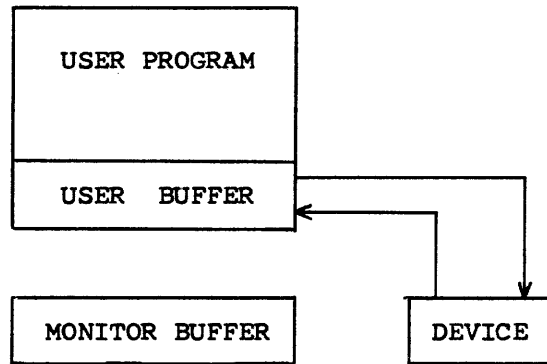 USER PROGRAM
USER BUFFER
MONITOR BUFFER
DEVICE